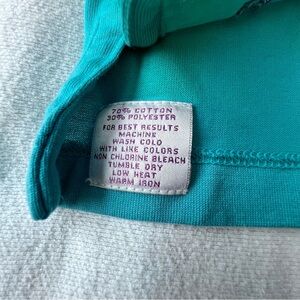 70% COTTON
30% POLYESTER
FOR BEST RESULTS
MACHINE
WASH COLD
WITH LIKE COLORS
NON CHLORINE BLEACH
TUMBLE DRY
LOW HEAT
WARM IRON